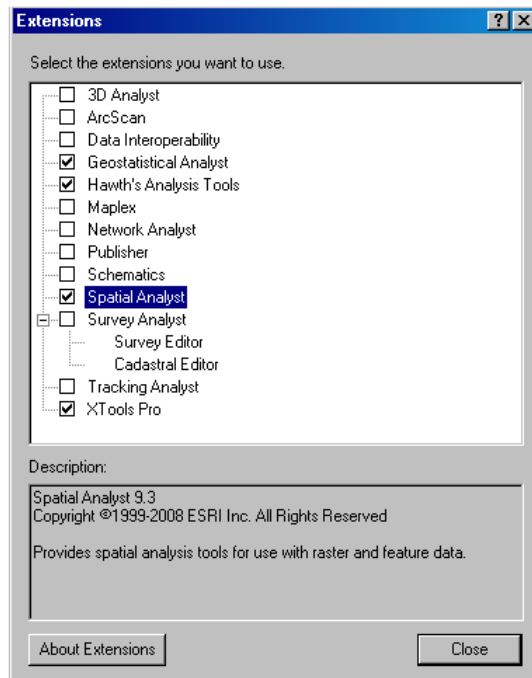 Extensions
Select the extensions you want to use.
3D Analyst
ArcScan
Data Interoperability
Geostatistical Analyst
Hawth's Analysis Tools
Maplex
Network Analyst
Publisher
Schematics
Spatial Analyst
Survey Analyst
Survey Editor
Cadastral Editor
Tracking Analyst
XTools Pro
Description:
Spatial Analyst 9.3
Copyright ©1999-2008 ESRI Inc. All Rights Reserved
Provides spatial analysis tools for use with raster and feature data.
About Extensions Close